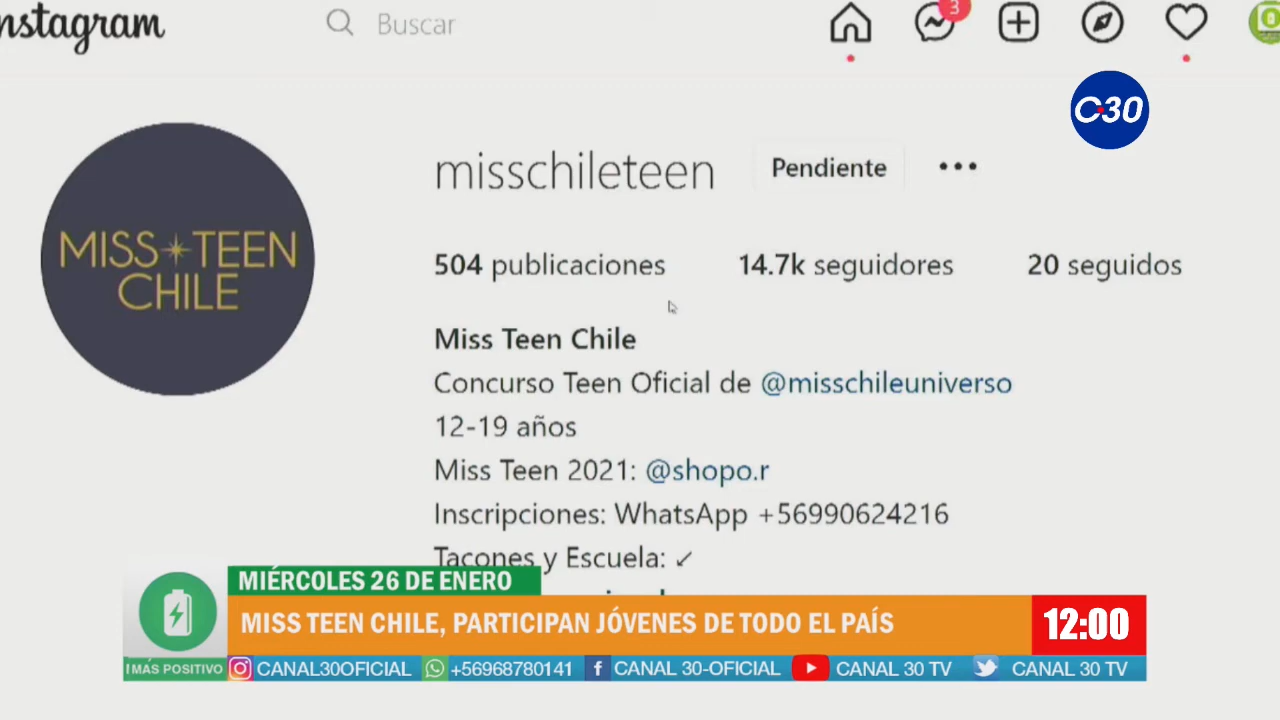 Instagram
Buscar
3
C30
misschileteen
Pendiente
504 publicaciones
14.7k seguidores
20 seguidos
MISS TEEN
CHILE
Miss Teen Chile
Concurso Teen Oficial de @misschileuniverso
12-19 años
Miss Teen 2021: @shopo.r
Inscripciones: WhatsApp +56990624216
Tacones y Escuela: ✓
MIÉRCOLES 26 DE ENERO
MISS TEEN CHILE, PARTICIPAN JÓVENES DE TODO EL PAÍS
12:00
MÁS POSITIVO
CANAL30OFICIAL
+56968780141
CANAL 30-OFICIAL
CANAL 30 TV
CANAL 30 TV